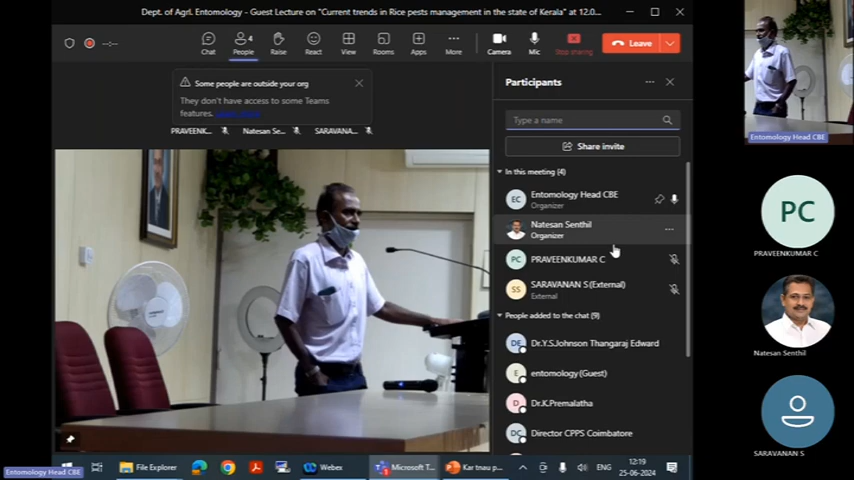 Dept. of Agrl. Entomology - Guest Lecture on "Current trends in Rice pests management in the state of Kerala" at 12.0...
Chat
People
4
Raise
React
View
Rooms
Apps
More
Camera
Mic
Stop sharing
Leave
Some people are outside your org
They don't have access to some Teams
features.
PRAVEENK...
Natesan Se...
SARAVANA...
Participants
Type a name
Share invite
In this meeting (4)
EC
Entomology Head CBE
Organizer
Natesan Senthil
Organizer
PC
PRAVEENKUMAR C
SS
SARAVANAN S (External)
External
People added to the chat (9)
DE
Dr.Y.S.Johnson Thangaraj Edward
E
entomology (Guest)
D
Dr.K.Premalatha
DC
Director CPPS Coimbatore
Entomology Head CBE
PC
PRAVEENKUMAR C
Natesan Senthil
SARAVANAN S
Entomology Head CBE
File Explorer
Webex
Microsoft T...
Kar tnau p...
ENG
12:19
25-06-2024